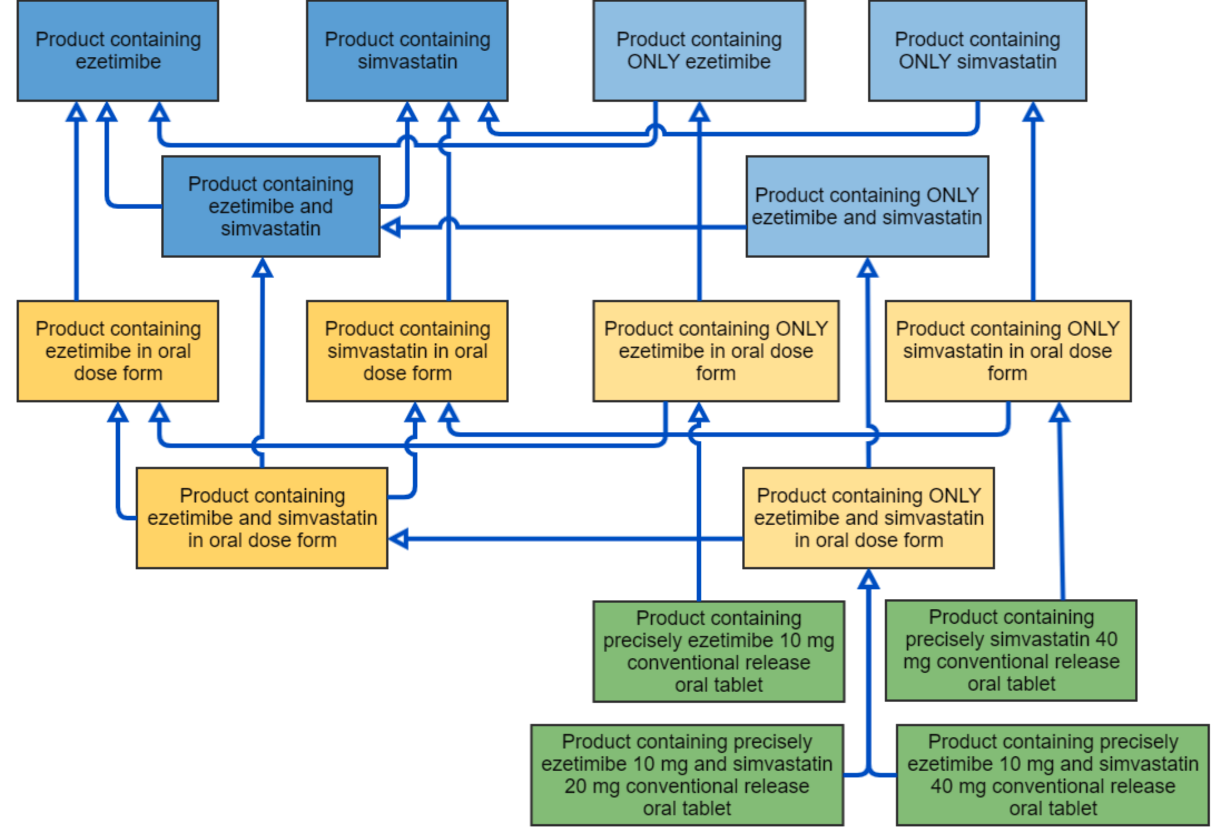 Product containing
ezetimibe
Product containing
simvastatin
Product containing
ONLY ezetimibe
Product containing
ONLY simvastatin
Product containing
ezetimibe and
simvastatin
Product containing ONLY
ezetimibe and simvastatin
Product containing
ezetimibe in oral
dose form
Product containing
simvastatin in oral
dose form
Product containing ONLY
ezetimibe in oral dose
form
Product containing ONLY
simvastatin in oral dose
form
Product containing
ezetimibe and simvastatin
in oral dose form
Product containing ONLY
ezetimibe and simvastatin
in oral dose form
Product containing
precisely ezetimibe 10 mg
conventional release
oral tablet
Product containing
precisely simvastatin 40
mg conventional release
oral tablet
Product containing precisely
ezetimibe 10 mg and simvastatin
20 mg conventional release
oral tablet
Product containing precisely
ezetimibe 10 mg and simvastatin
40 mg conventional release
oral tablet